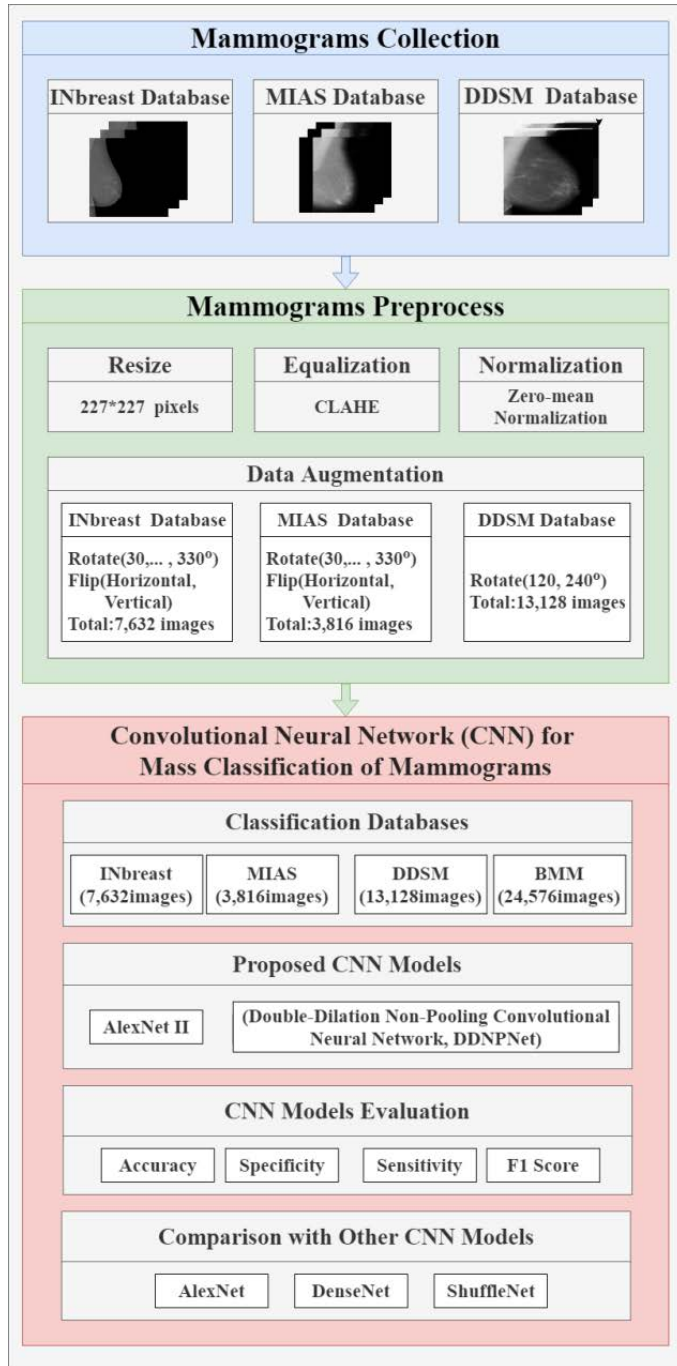 Mammograms Collection
INbreast Database
MIAS Database
DDSM Database
Mammograms Preprocess
Resize
227*227 pixels
Equalization
CLAHE
Normalization
Zero-mean
Normalization
Data Augmentation
INbreast Database
Rotate(30,... , 330º)
Flip(Horizontal,
Vertical)
Total:7,632 images
MIAS Database
Rotate(30,... , 330º)
Flip(Horizontal,
Vertical)
Total:3,816 images
DDSM Database
Rotate(120, 240º)
Total:13,128 images
Convolutional Neural Network (CNN) for
Mass Classification of Mammograms
Classification Databases
INbreast
(7,632images)
MIAS
(3,816images)
DDSM
(13,128images)
BMM
(24,576images)
Proposed CNN Models
AlexNet II
(Double-Dilation Non-Pooling Convolutional
Neural Network, DDNPNet)
CNN Models Evaluation
Accuracy
Specificity
Sensitivity
F1 Score
Comparison with Other CNN Models
AlexNet
DenseNet
ShuffleNet